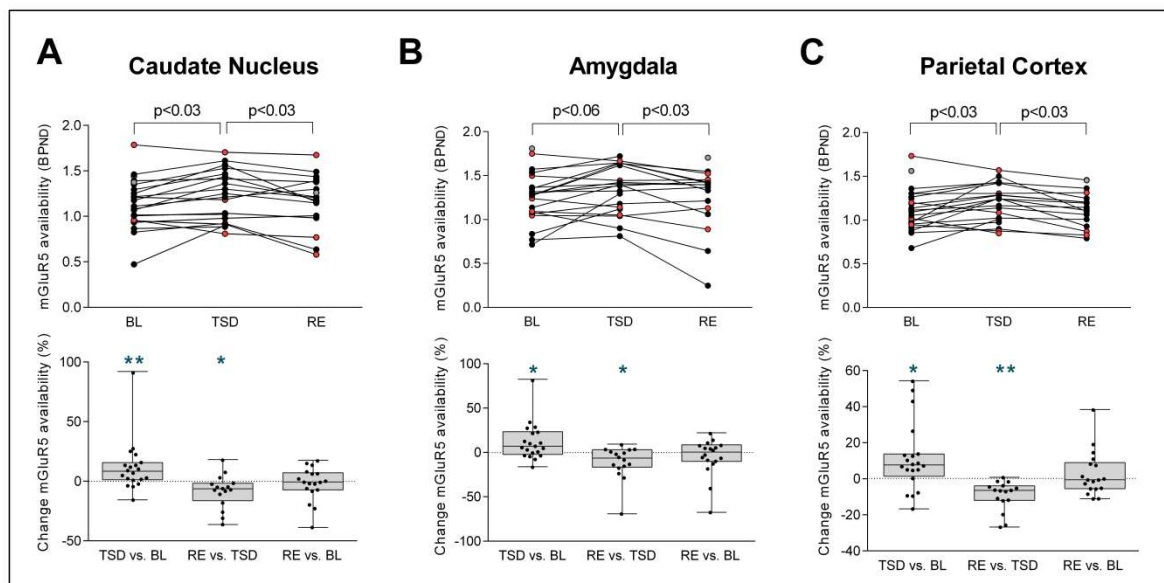 A
Caudate Nucleus
p<0.03
p<0.03
mGluR5 availability (BPND)
2.0
1.5
1.0
0.5
0.0
BL
TSD
RE
Change mGluR5 availability (%)
100
50
0
-50
**
*
TSD vs. BL
RE vs. TSD
RE vs. BL
B
Amygdala
p<0.06
p<0.03
mGluR5 availability (BPND)
2.0
1.5
1.0
0.5
0.0
BL
TSD
RE
Change mGluR5 availability (%)
100
50
0
-50
-100
*
*
TSD vs. BL
RE vs. TSD
RE vs. BL
C
Parietal Cortex
p<0.03
p<0.03
mGluR5 availability (BPND)
2.0
1.5
1.0
0.5
0.0
BL
TSD
RE
Change mGluR5 availability (%)
60
40
20
0
-20
-40
*
**
TSD vs. BL
RE vs. TSD
RE vs. BL